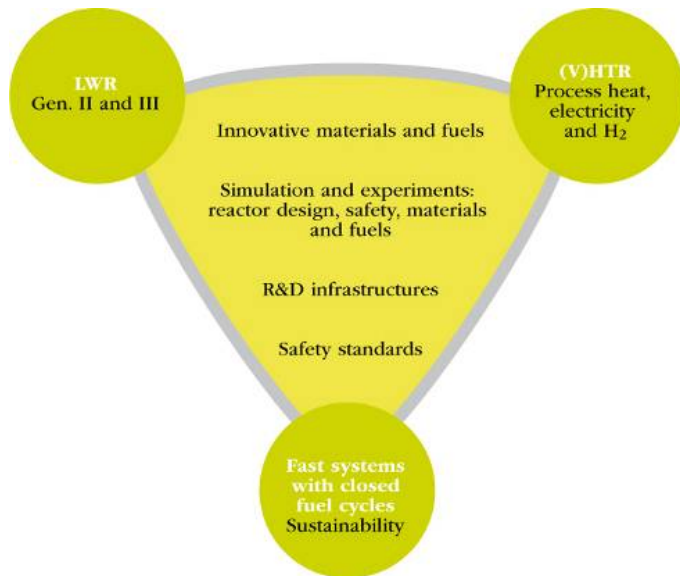 LWR
Gen. II and III
(V)HTR
Process heat,
electricity
and H₂
Innovative materials and fuels
Simulation and experiments:
reactor design, safety, materials
and fuels
R&D infrastructures
Safety standards
Fast systems
with closed
fuel cycles
Sustainability